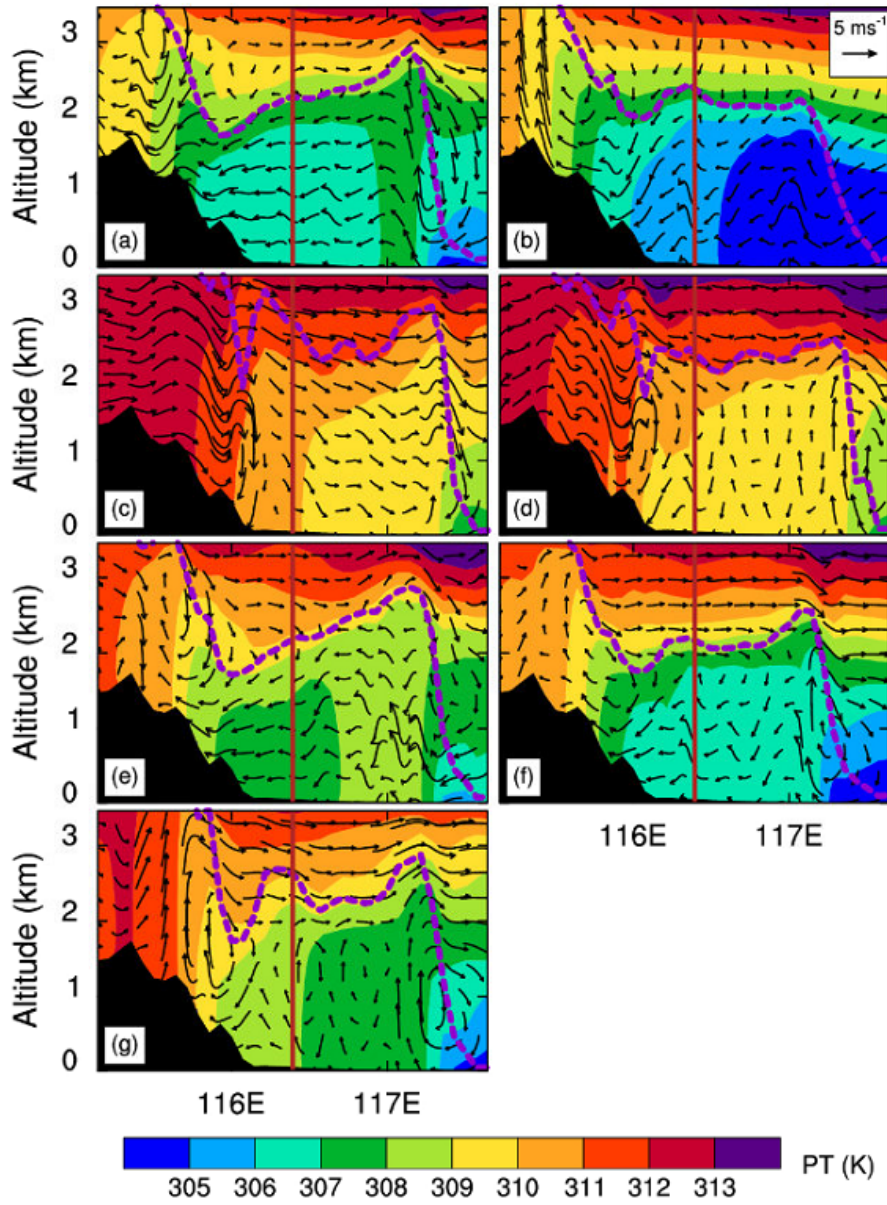 5 ms⁻¹
3
2
1
0
Altitude (km)
(a)
(b)
3
2
1
0
Altitude (km)
(c)
(d)
3
2
1
0
Altitude (km)
(e)
(f)
116E 117E
3
2
1
0
Altitude (km)
(g)
116E 117E
305 306 307 308 309 310 311 312 313
PT (K)